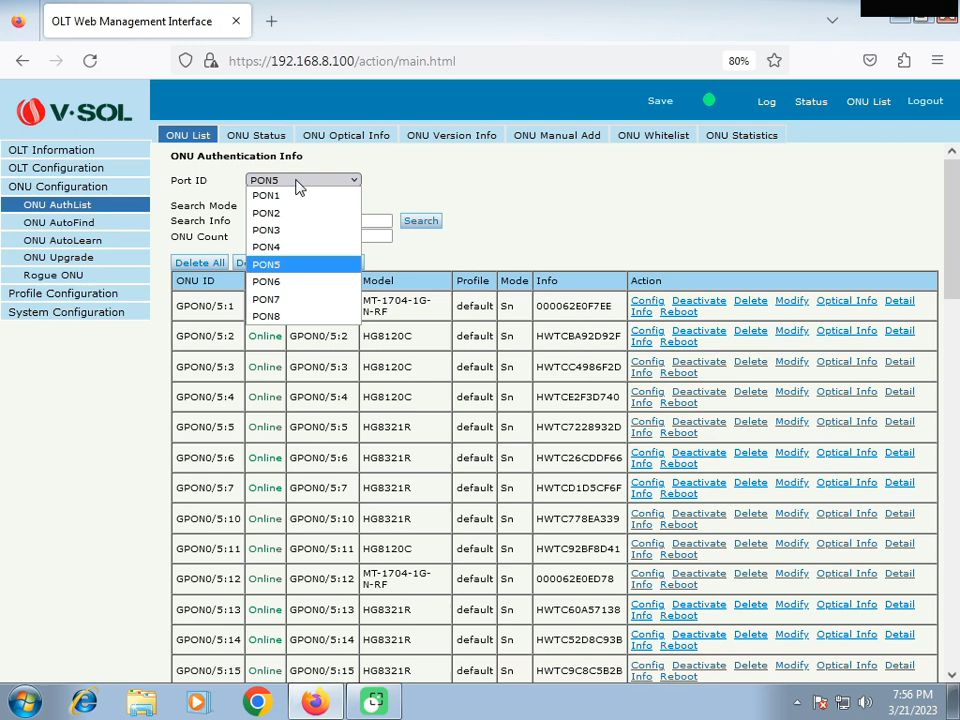 OLT Web Management Interface
https://192.168.8.100/action/main.html
80%
V·SOL
Save
Log
Status
ONU List
Logout
ONU List
ONU Status
ONU Optical Info
ONU Version Info
ONU Manual Add
ONU Whitelist
ONU Statistics
OLT Information
OLT Configuration
ONU Configuration
ONU AuthList
ONU AutoFind
ONU AutoLearn
ONU Upgrade
Rogue ONU
Profile Configuration
System Configuration
ONU Authentication Info
Port ID PON5
PON1
PON2
PON3
PON4
PON5
PON6
PON7
PON8
Search Mode
Search Info Search
ONU Count
Delete All
ONU ID Model Profile Mode Info Action
GPON0/5:1 MT-1704-1G-N-RF default Sn 000062E0F7EE Config Deactivate Delete Modify Optical Info Detail Info Reboot
GPON0/5:2 Online GPON0/5:2 HG8120C default Sn HWTCBA92D92F Config Deactivate Delete Modify Optical Info Detail Info Reboot
GPON0/5:3 Online GPON0/5:3 HG8120C default Sn HWTCC4986F2D Config Deactivate Delete Modify Optical Info Detail Info Reboot
GPON0/5:4 Online GPON0/5:4 HG8120C default Sn HWTCE2F3D740 Config Deactivate Delete Modify Optical Info Detail Info Reboot
GPON0/5:5 Online GPON0/5:5 HG8321R default Sn HWTC7228932D Config Deactivate Delete Modify Optical Info Detail Info Reboot
GPON0/5:6 Online GPON0/5:6 HG8321R default Sn HWTC26CDDF66 Config Deactivate Delete Modify Optical Info Detail Info Reboot
GPON0/5:7 Online GPON0/5:7 HG8321R default Sn HWTCD1D5CF6F Config Deactivate Delete Modify Optical Info Detail Info Reboot
GPON0/5:10 Online GPON0/5:10 HG8321R default Sn HWTC778EA339 Config Deactivate Delete Modify Optical Info Detail Info Reboot
GPON0/5:11 Online GPON0/5:11 HG8120C default Sn HWTC92BF8D41 Config Deactivate Delete Modify Optical Info Detail Info Reboot
GPON0/5:12 Online GPON0/5:12 MT-1704-1G-N-RF default Sn 000062E0ED78 Config Deactivate Delete Modify Optical Info Detail Info Reboot
GPON0/5:13 Online GPON0/5:13 HG8321R default Sn HWTC60A57138 Config Deactivate Delete Modify Optical Info Detail Info Reboot
GPON0/5:14 Online GPON0/5:14 HG8321R default Sn HWTC52D8C93B Config Deactivate Delete Modify Optical Info Detail Info Reboot
GPON0/5:15 Online GPON0/5:15 HG8321R default Sn HWTC9C8C5B2B Config Deactivate Delete Modify Optical Info Detail Info Reboot
7:56 PM
3/21/2023